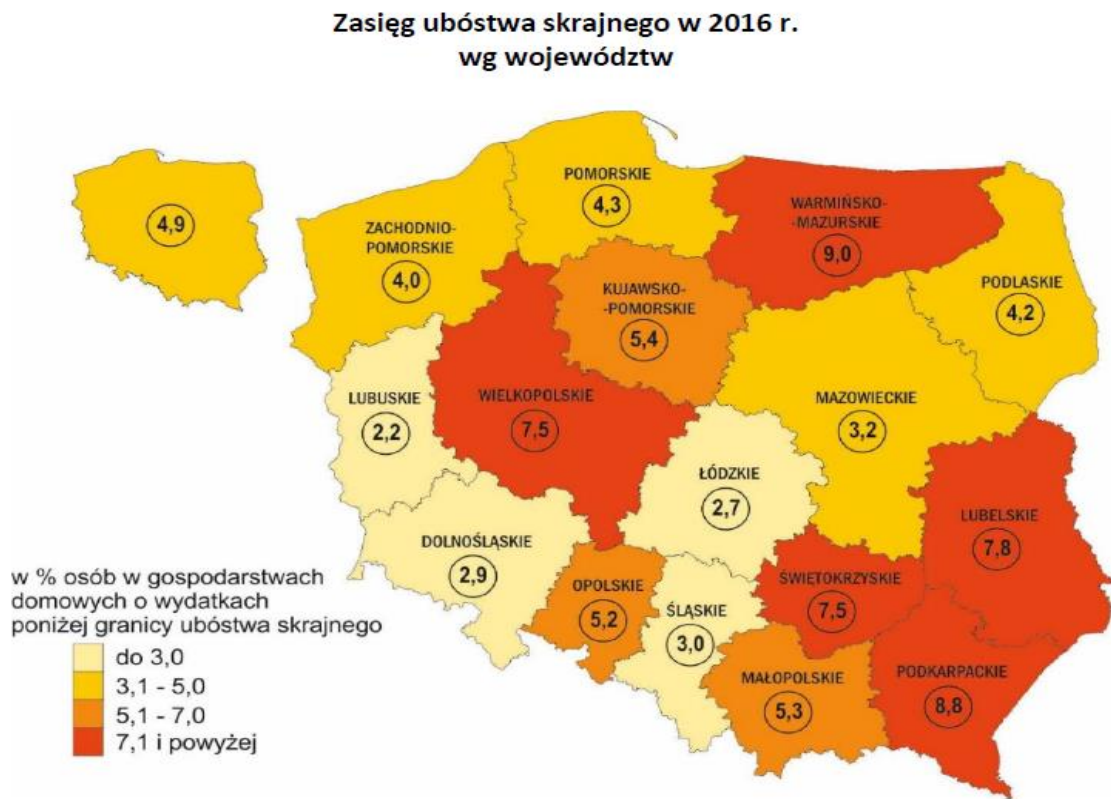 Zasięg ubóstwa skrajnego w 2016 r.
wg województw
4,9
ZACHODNIO-
POMORSKIE
4,0
POMORSKIE
4,3
WARMIŃSKO-
-MAZURSKIE
9,0
PODLASKIE
4,2
KUJAWSKO-
-POMORSKIE
5,4
LUBUSKIE
2,2
WIELKOPOLSKIE
7,5
MAZOWIECKIE
3,2
ŁÓDZKIE
2,7
LUBELSKIE
7,8
DOLNOŚLĄSKIE
2,9
OPOLSKIE
5,2
ŚLĄSKIE
3,0
ŚWIETOKRZYSKIE
7,5
MAŁOPOLSKIE
5,3
PODKARPACKIE
8,8
w % osób w gospodarstwach
domowych o wydatkach
poniżej granicy ubóstwa skrajnego
do 3,0
3,1 - 5,0
5,1 - 7,0
7,1 i powyżej